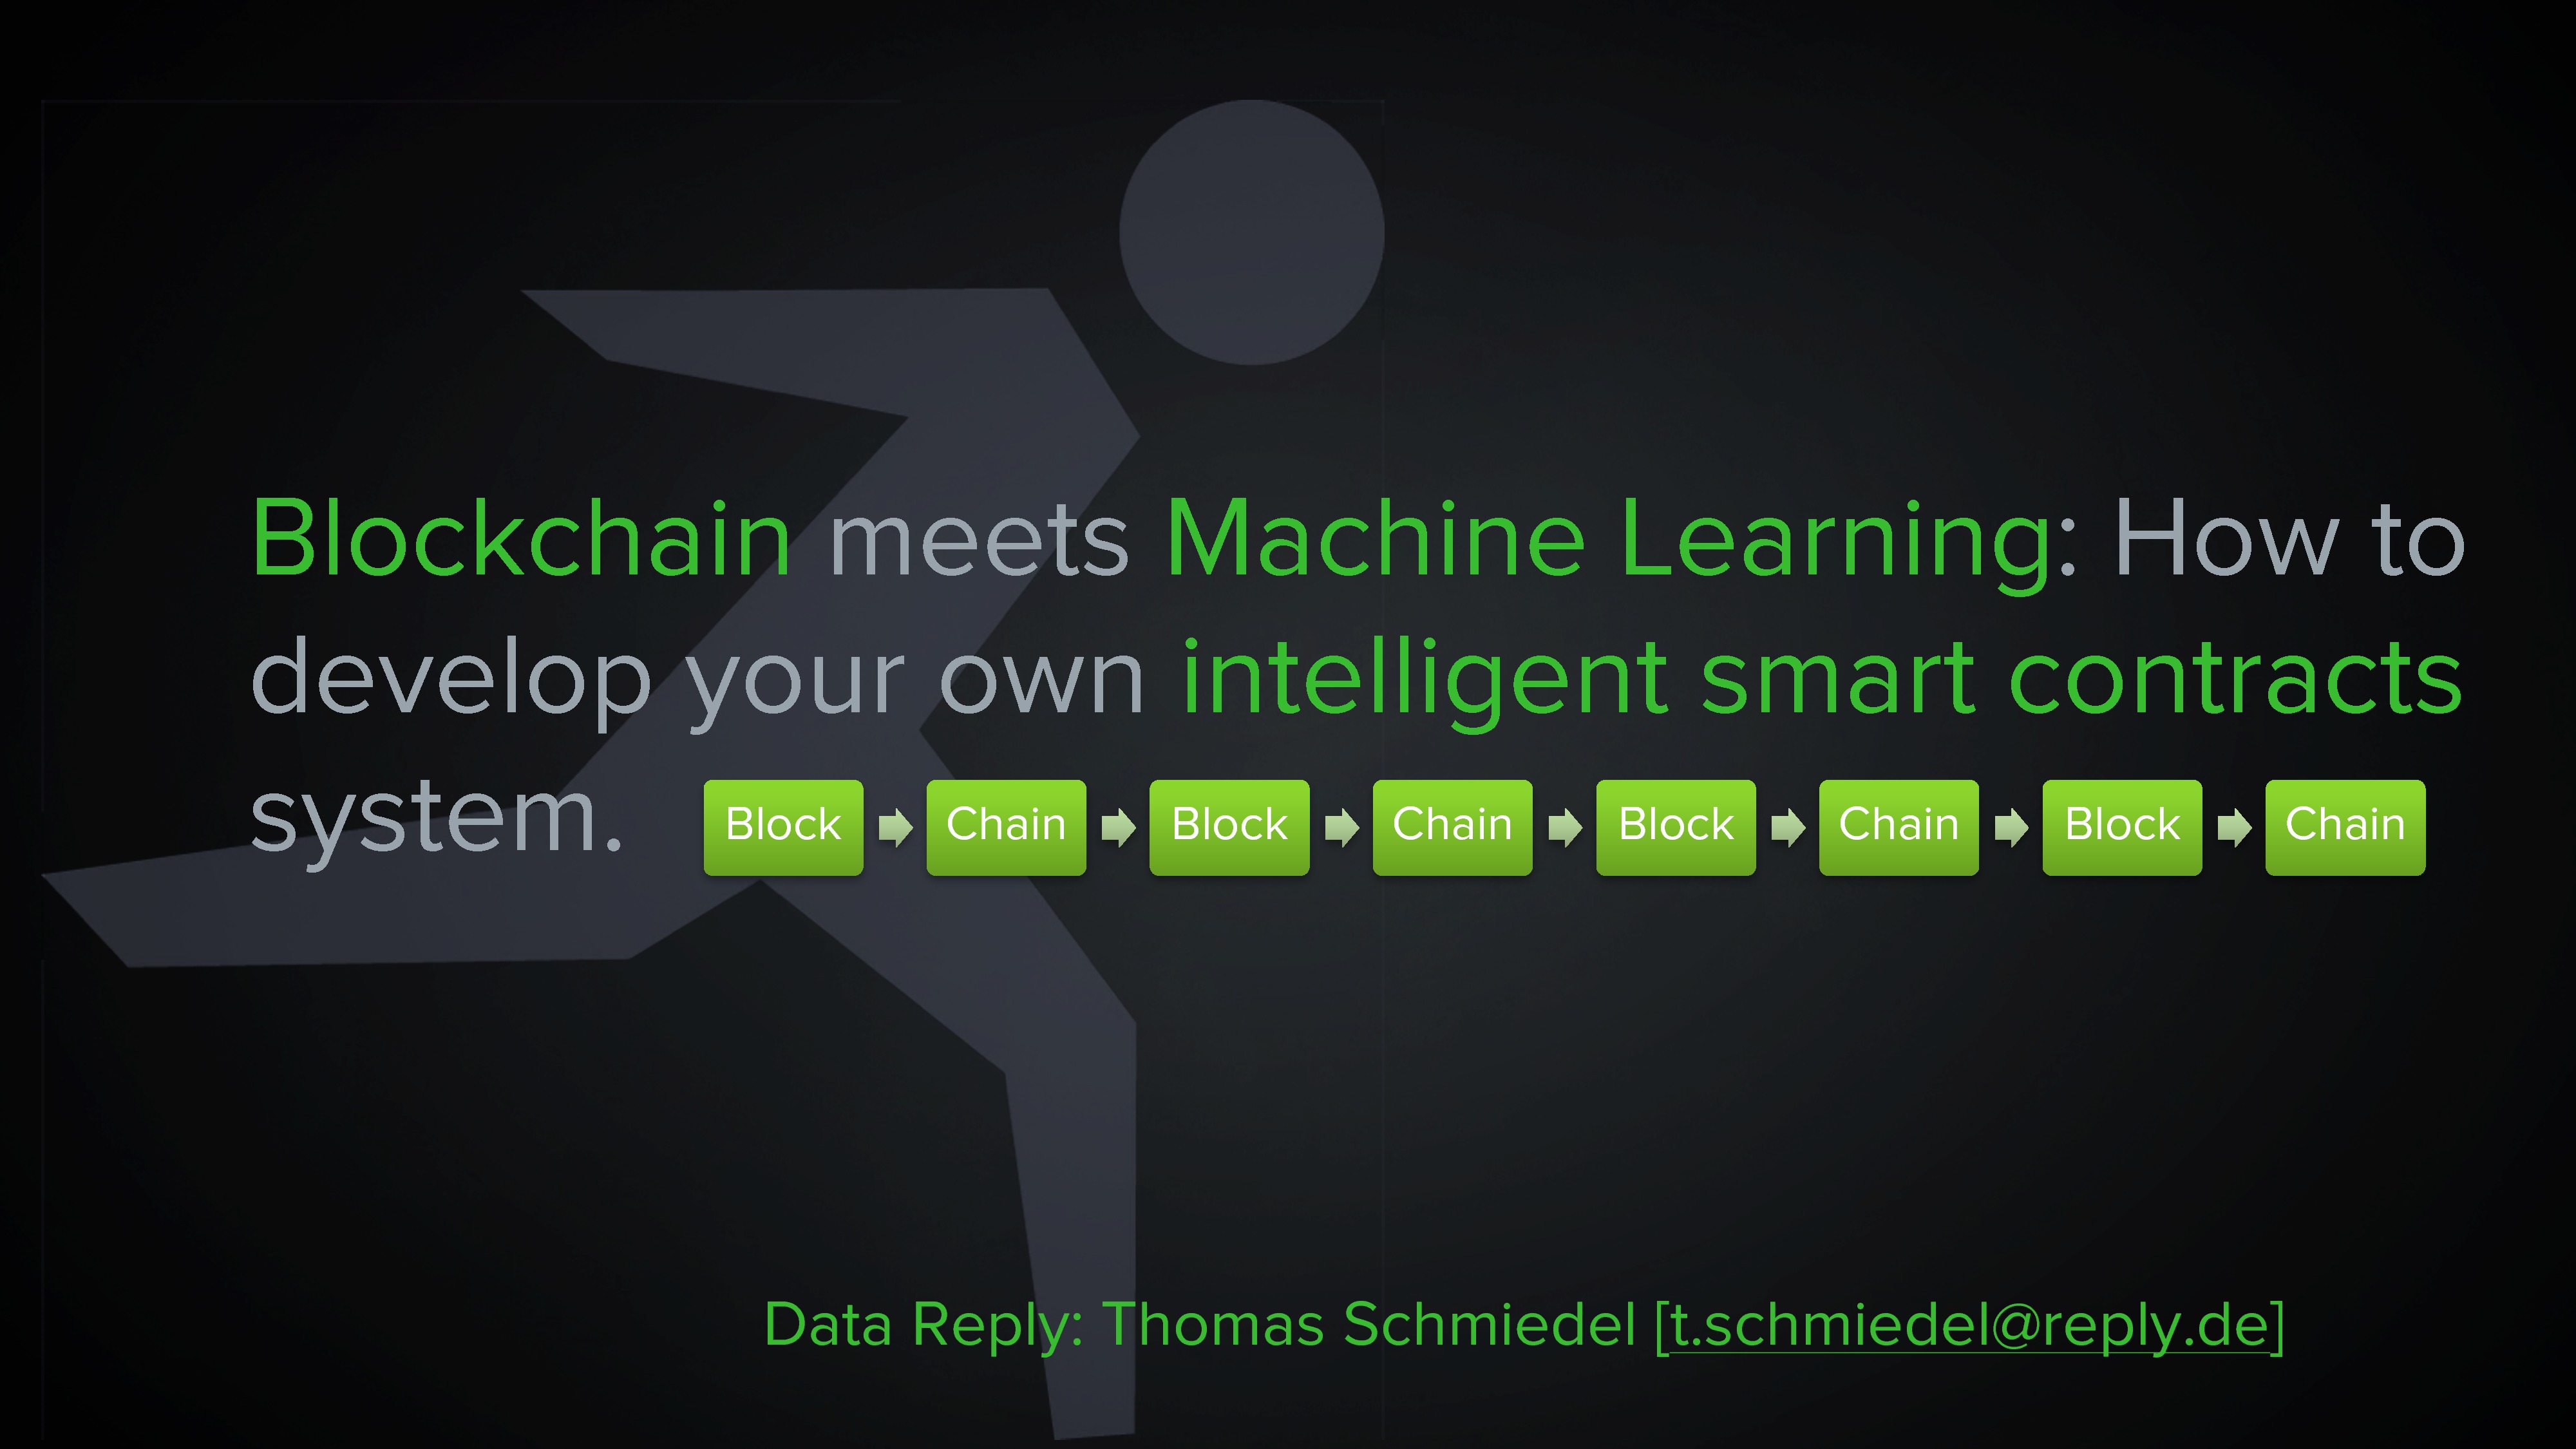 Blockchain meets Machine Learning: How to
develop your own intelligent smart contracts
system.
Block Chain Block Chain Block Chain Block Chain
Data Reply: Thomas Schmiedel [t.schmiedel@reply.de]